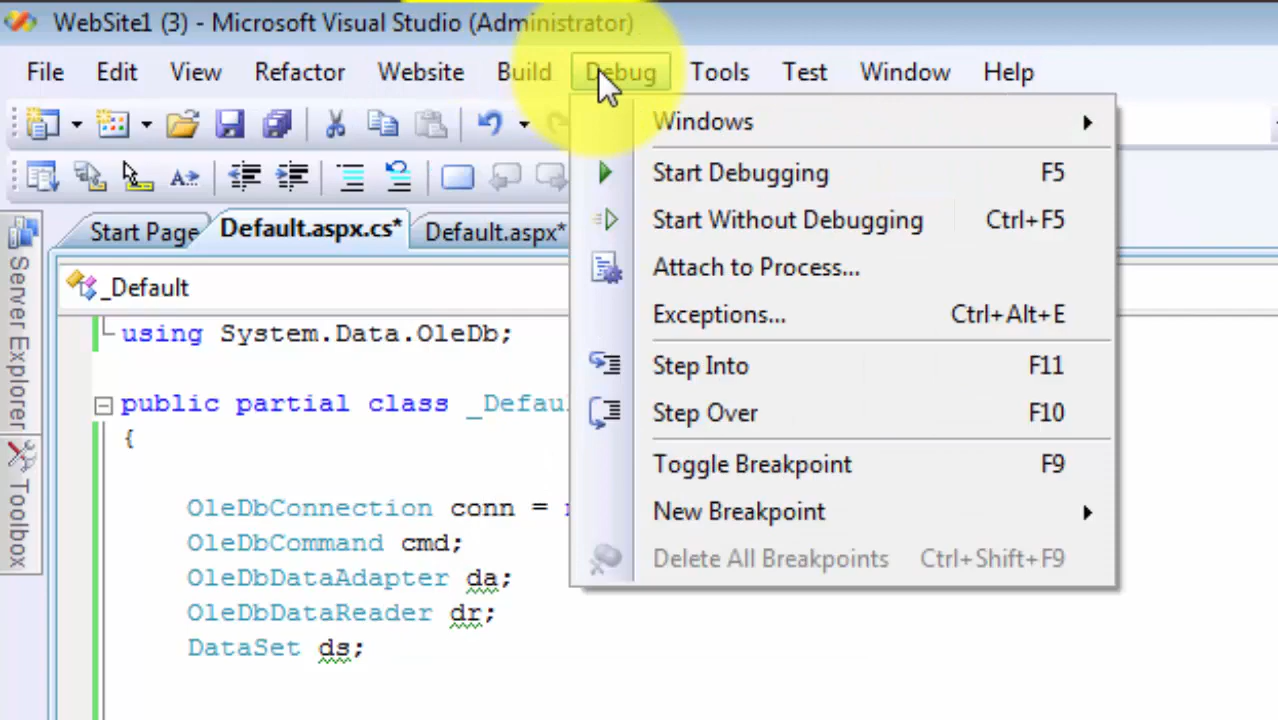 WebSite1 (3) - Microsoft Visual Studio (Administrator)
File Edit View Refactor Website Build Debug Tools Test Window Help
Windows
Start Debugging F5
Start Without Debugging Ctrl+F5
Attach to Process...
Exceptions... Ctrl+Alt+E
Step Into F11
Step Over F10
Toggle Breakpoint F9
New Breakpoint
Delete All Breakpoints Ctrl+Shift+F9
Server Explorer
Toolbox
Start Page Default.aspx.cs* Default.aspx*
_Default
using System.Data.OleDb;
public partial class _Defau
{
OleDbConnection conn =
OleDbCommand cmd;
OleDbDataAdapter da;
OleDbDataReader dr;
DataSet ds;